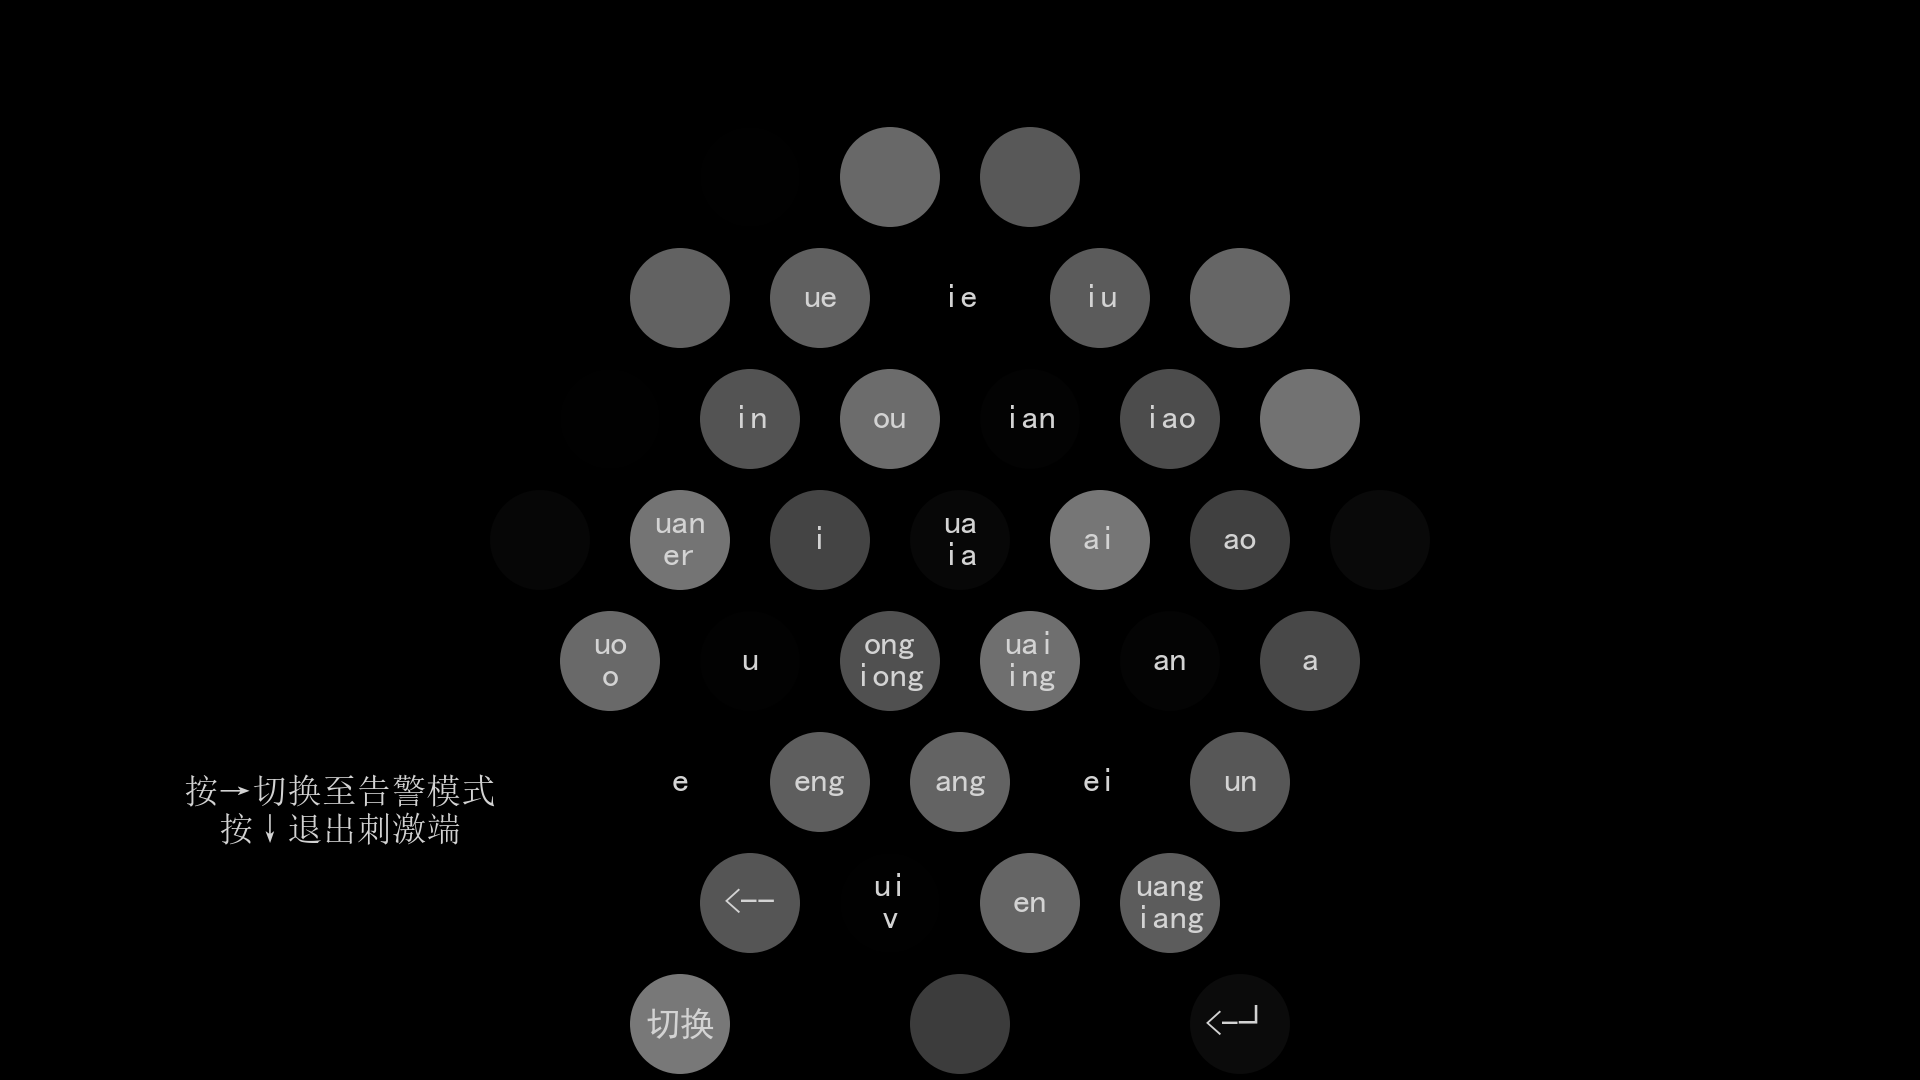 ue
ie
iu
in
ou
ian
iao
uan
er
i
ua
ia
ai
ao
uo
o
u
ong
iong
uai
ing
an
a
e
eng
ang
ei
un
按→切换至告警模式
按↓退出刺激端
<--
ui
v
en
uang
iang
切换
<-┘